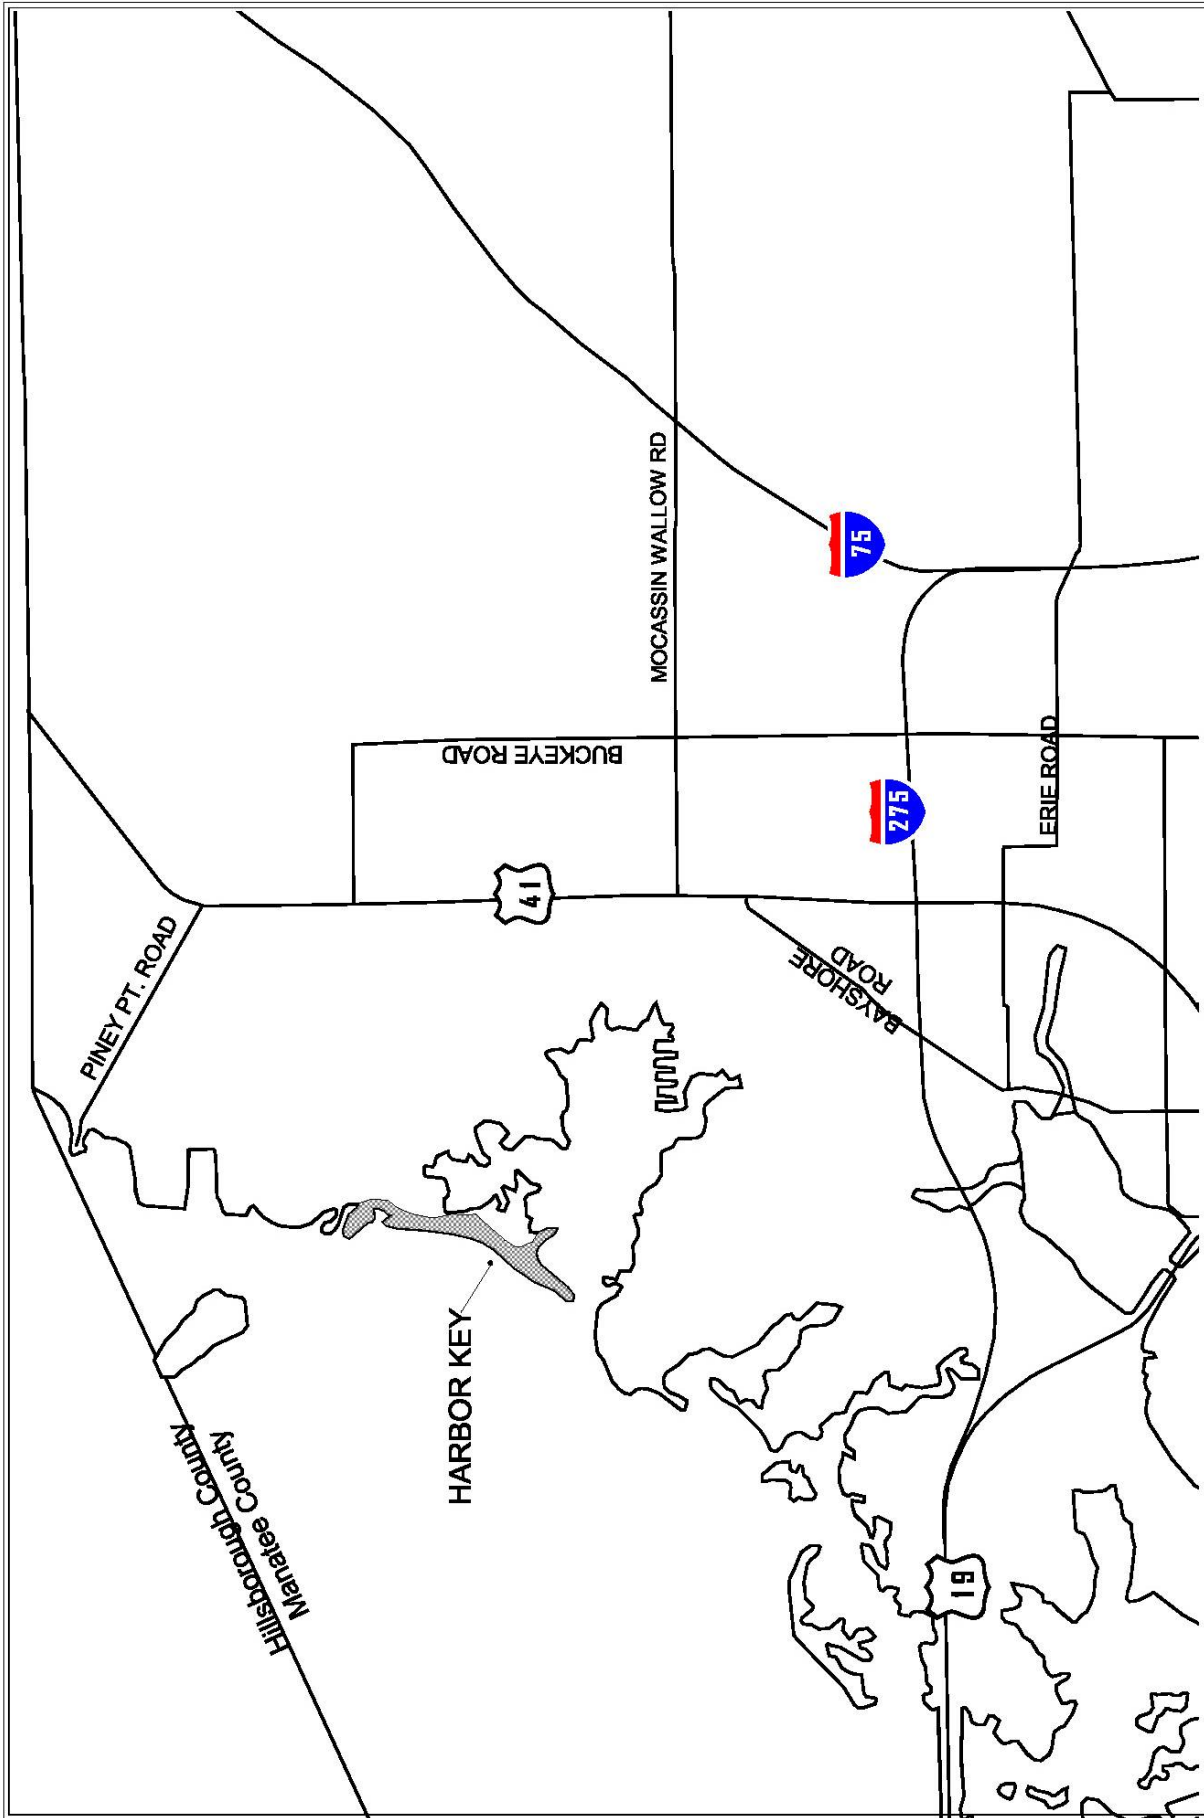 Hillsborough County
Manatee County
PINEY PT. ROAD
HARBOR KEY
41
BUCKEYE ROAD
MOCASSIN WALLOW RD
BAYSHORE
ROAD
75
275
ERIE ROAD
19